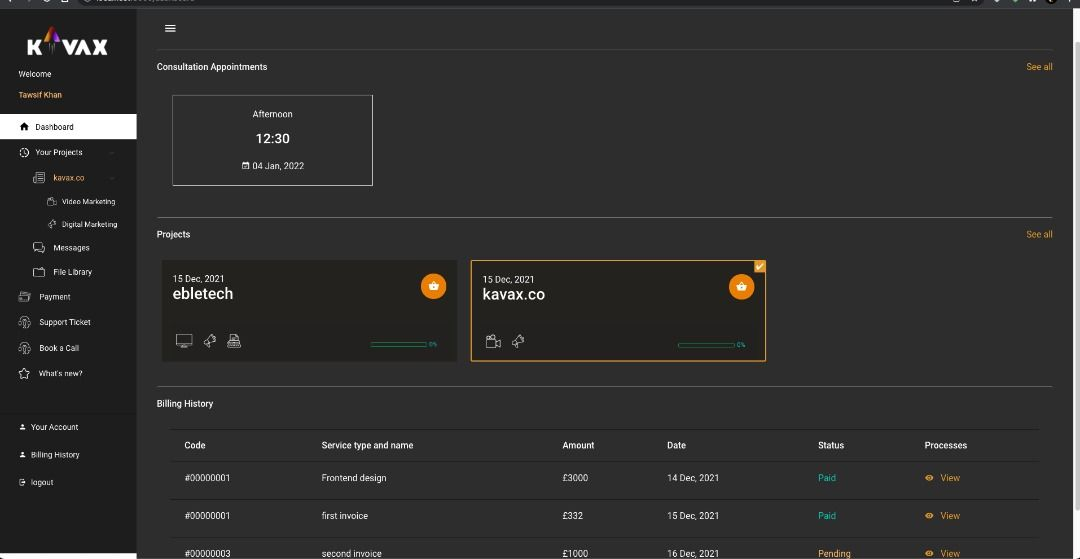 KAVAX
Welcome
Tawsif Khan
Dashboard
Your Projects
kavax.co
Video Marketing
Digital Marketing
Messages
File Library
Payment
Support Ticket
Book a Call
What's new?
Your Account
Billing History
logout
Consultation Appointments See all
Afternoon
12:30
04 Jan, 2022
Projects See all
15 Dec, 2021
ebletech
0%
15 Dec, 2021
kavax.co
0%
Billing History
Code Service type and name Amount Date Status Processes
#00000001 Frontend design £3000 14 Dec, 2021 Paid View
#00000001 first invoice £332 15 Dec, 2021 Paid View
#00000003 second invoice £1000 16 Dec, 2021 Pending View